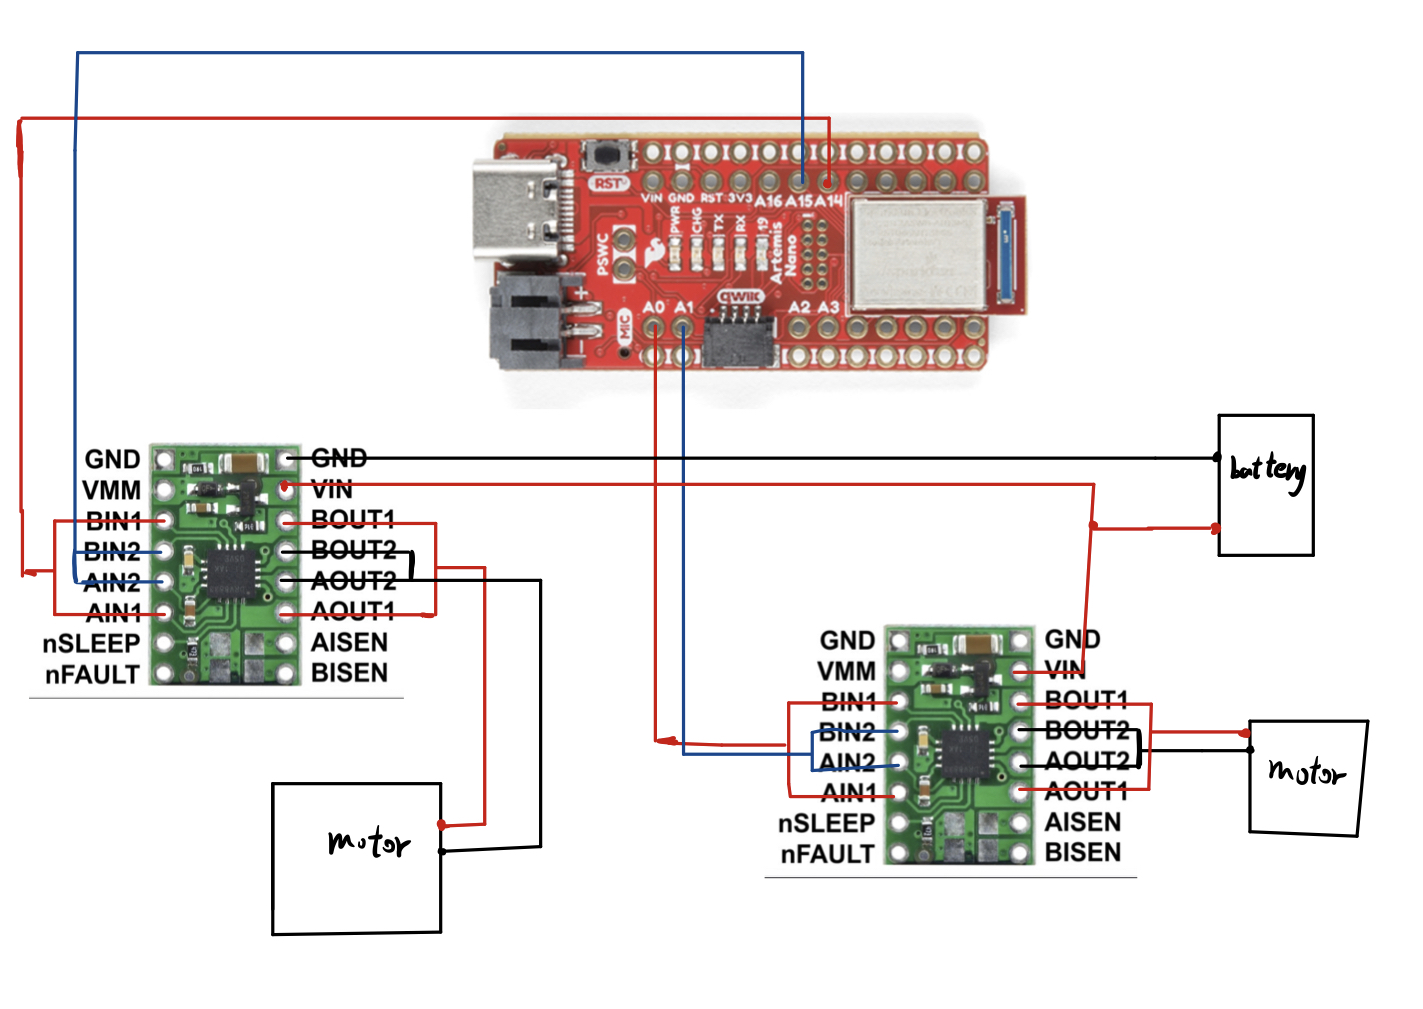 RST
VIN GND RST 3V3 A16 A15 A14
PWR
CHG
TX
RX
19
Artemis
Nano
PSWC
qwiic
A0 A1
A2 A3
MIC
+
-
GND
VMM
BIN1
BIN2
AIN2
AIN1
nSLEEP
nFAULT
GND
VIN
BOUT1
BOUT2
AOUT2
AOUT1
AISEN
BISEN
battery
motor
GND
VMM
BIN1
BIN2
AIN2
AIN1
nSLEEP
nFAULT
GND
VIN
BOUT1
BOUT2
AOUT2
AOUT1
AISEN
BISEN
motor